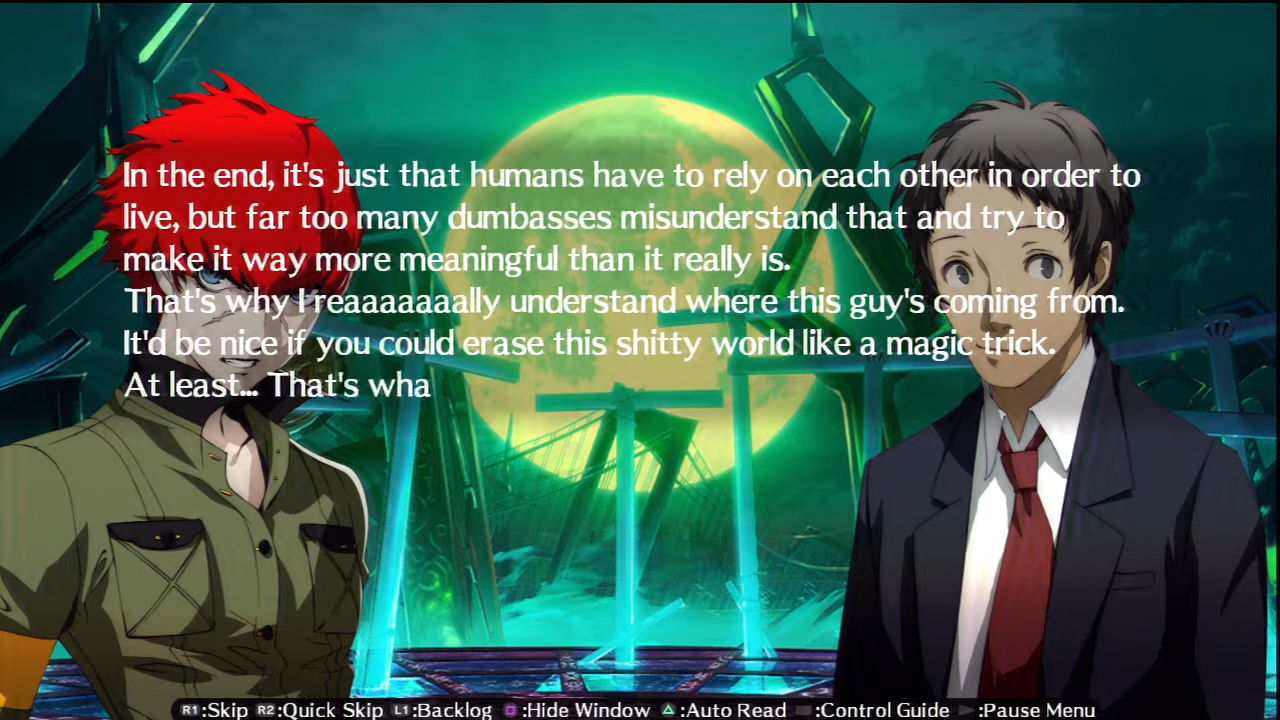 In the end, it's just that humans have to rely on each other in order to
live, but far too many dumbasses misunderstand that and try to
make it way more meaningful than it really is.
That's why I reaaaaaaally understand where this guy's coming from.
It'd be nice if you could erase this shitty world like a magic trick.
At least... That's wha
R1:Skip R2:Quick Skip L1:Backlog :Hide Window :Auto Read :Control Guide :Pause Menu